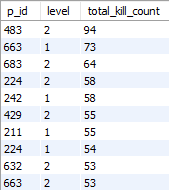 p_id level total_kill_count
483 2 94
663 1 73
683 2 64
224 2 58
242 1 58
429 2 55
211 1 55
224 1 54
632 2 53
663 2 53